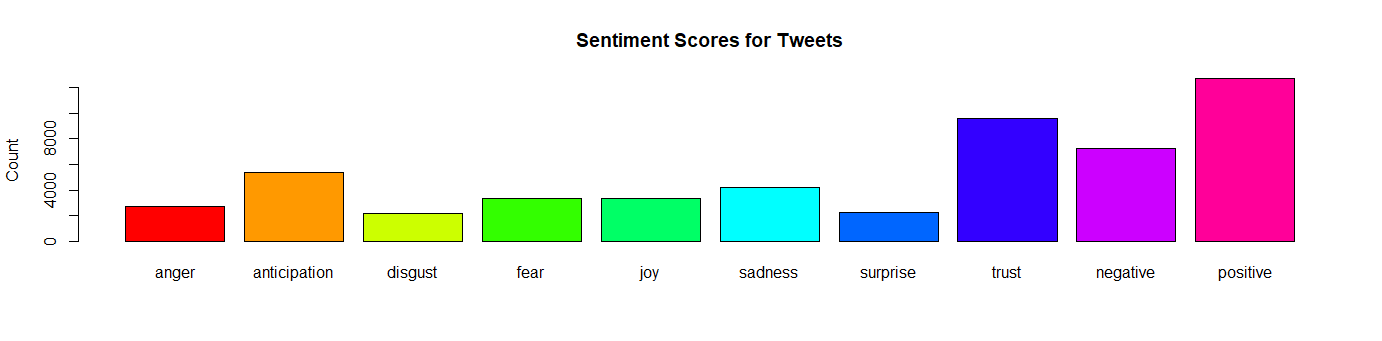 Sentiment Scores for Tweets
Count
8000
4000
0
anger anticipation disgust fear joy sadness surprise trust negative positive